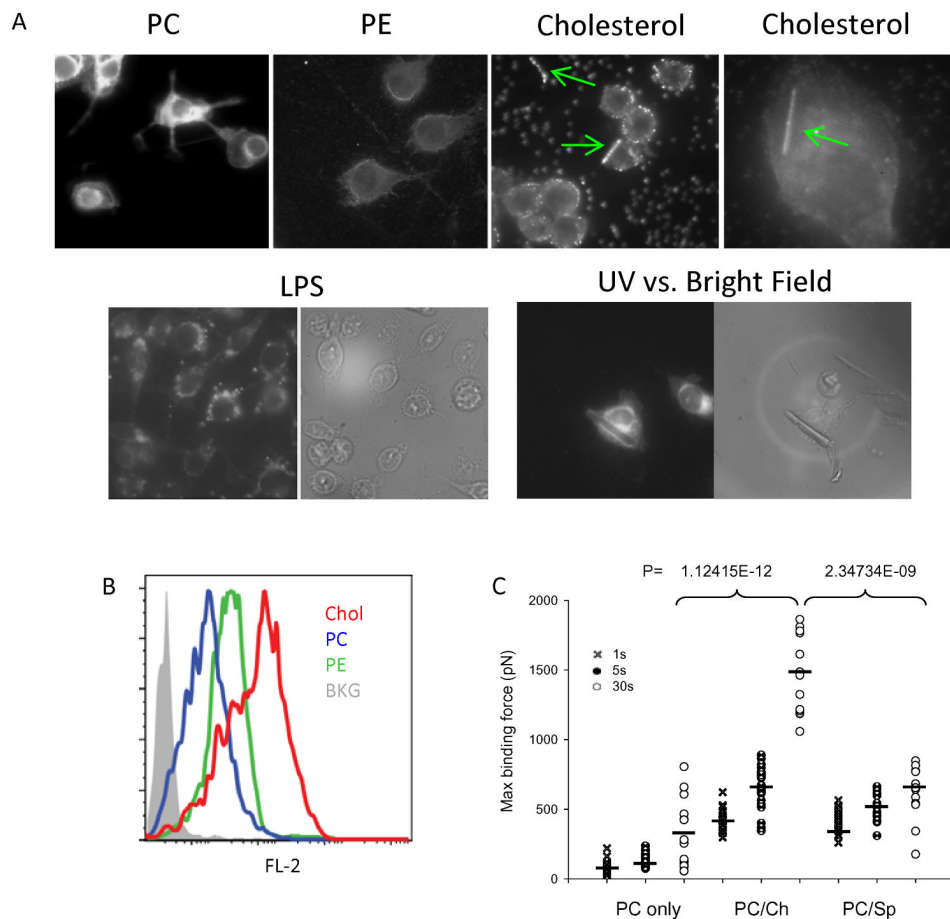 A
PC PE Cholesterol Cholesterol
LPS UV vs. Bright Field
B
Chol
PC
PE
BKG
FL-2
C
P= 1.12415E-12 2.34734E-09
Max binding force (pN)
2000
1500
1000
500
0
1s
5s
30s
PC only PC/Ch PC/Sp